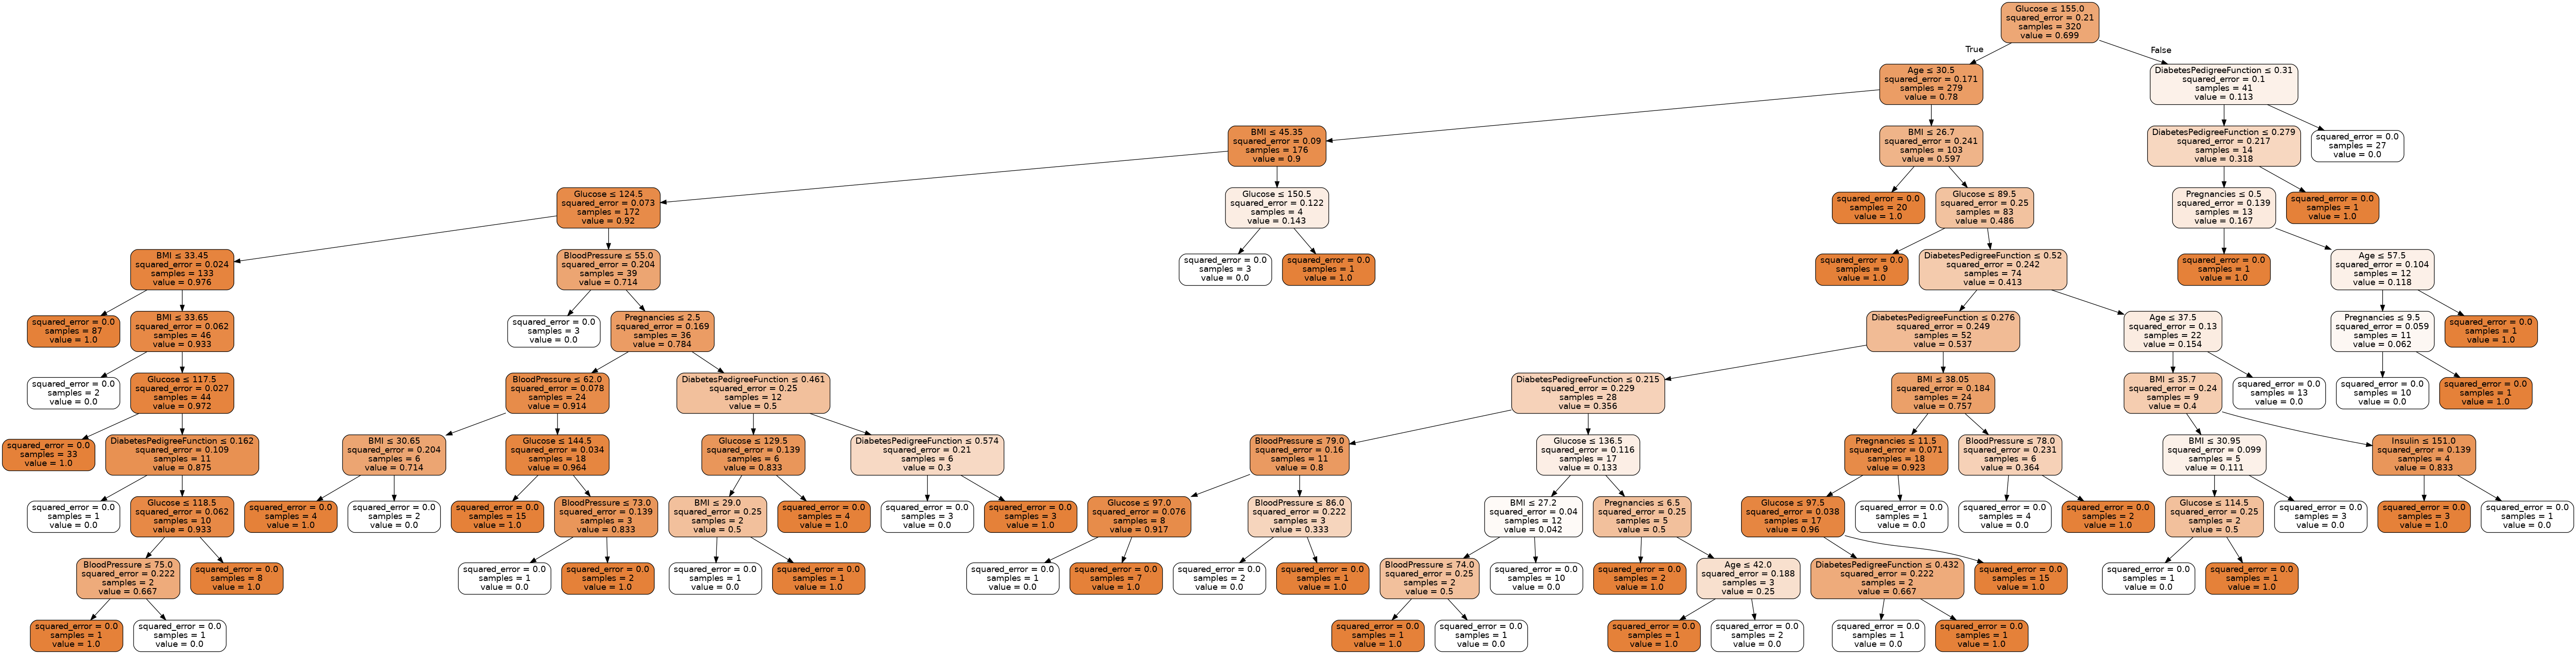 Glucose ≤ 155.0
squared_error = 0.21
samples = 320
value = 0.699
True
False
Age ≤ 30.5
squared_error = 0.171
samples = 279
value = 0.78
DiabetesPedigreeFunction ≤ 0.31
squared_error = 0.1
samples = 41
value = 0.113
BMI ≤ 45.35
squared_error = 0.09
samples = 176
value = 0.9
BMI ≤ 26.7
squared_error = 0.241
samples = 103
value = 0.597
DiabetesPedigreeFunction ≤ 0.279
squared_error = 0.217
samples = 14
value = 0.318
squared_error = 0.0
samples = 27
value = 0.0
Glucose ≤ 124.5
squared_error = 0.073
samples = 172
value = 0.92
Glucose ≤ 150.5
squared_error = 0.122
samples = 4
value = 0.143
squared_error = 0.0
samples = 20
value = 1.0
Glucose ≤ 89.5
squared_error = 0.25
samples = 83
value = 0.486
Pregnancies ≤ 0.5
squared_error = 0.139
samples = 13
value = 0.167
squared_error = 0.0
samples = 1
value = 1.0
BMI ≤ 33.45
squared_error = 0.024
samples = 133
value = 0.976
BloodPressure ≤ 55.0
squared_error = 0.204
samples = 39
value = 0.714
squared_error = 0.0
samples = 3
value = 0.0
squared_error = 0.0
samples = 1
value = 1.0
squared_error = 0.0
samples = 9
value = 1.0
DiabetesPedigreeFunction ≤ 0.52
squared_error = 0.242
samples = 74
value = 0.413
squared_error = 0.0
samples = 1
value = 1.0
Age ≤ 57.5
squared_error = 0.104
samples = 12
value = 0.118
squared_error = 0.0
samples = 87
value = 1.0
BMI ≤ 33.65
squared_error = 0.062
samples = 46
value = 0.933
squared_error = 0.0
samples = 3
value = 0.0
Pregnancies ≤ 2.5
squared_error = 0.169
samples = 36
value = 0.784
DiabetesPedigreeFunction ≤ 0.276
squared_error = 0.249
samples = 52
value = 0.537
Age ≤ 37.5
squared_error = 0.13
samples = 22
value = 0.154
Pregnancies ≤ 9.5
squared_error = 0.059
samples = 11
value = 0.062
squared_error = 0.0
samples = 1
value = 1.0
squared_error = 0.0
samples = 2
value = 0.0
Glucose ≤ 117.5
squared_error = 0.027
samples = 44
value = 0.972
BloodPressure ≤ 62.0
squared_error = 0.078
samples = 24
value = 0.914
DiabetesPedigreeFunction ≤ 0.461
squared_error = 0.25
samples = 12
value = 0.5
DiabetesPedigreeFunction ≤ 0.215
squared_error = 0.229
samples = 28
value = 0.356
BMI ≤ 38.05
squared_error = 0.184
samples = 24
value = 0.757
BMI ≤ 35.7
squared_error = 0.24
samples = 9
value = 0.4
squared_error = 0.0
samples = 13
value = 0.0
squared_error = 0.0
samples = 10
value = 0.0
squared_error = 0.0
samples = 1
value = 1.0
squared_error = 0.0
samples = 33
value = 1.0
DiabetesPedigreeFunction ≤ 0.162
squared_error = 0.109
samples = 11
value = 0.875
BMI ≤ 30.65
squared_error = 0.204
samples = 6
value = 0.714
Glucose ≤ 144.5
squared_error = 0.034
samples = 18
value = 0.964
Glucose ≤ 129.5
squared_error = 0.139
samples = 6
value = 0.833
DiabetesPedigreeFunction ≤ 0.574
squared_error = 0.21
samples = 6
value = 0.3
BloodPressure ≤ 79.0
squared_error = 0.16
samples = 11
value = 0.8
Glucose ≤ 136.5
squared_error = 0.116
samples = 17
value = 0.133
Pregnancies ≤ 11.5
squared_error = 0.071
samples = 18
value = 0.923
BloodPressure ≤ 78.0
squared_error = 0.231
samples = 6
value = 0.364
BMI ≤ 30.95
squared_error = 0.099
samples = 5
value = 0.111
Insulin ≤ 151.0
squared_error = 0.139
samples = 4
value = 0.833
squared_error = 0.0
samples = 1
value = 0.0
Glucose ≤ 118.5
squared_error = 0.062
samples = 10
value = 0.933
squared_error = 0.0
samples = 4
value = 1.0
squared_error = 0.0
samples = 2
value = 0.0
squared_error = 0.0
samples = 15
value = 1.0
BloodPressure ≤ 73.0
squared_error = 0.139
samples = 3
value = 0.833
BMI ≤ 29.0
squared_error = 0.25
samples = 2
value = 0.5
squared_error = 0.0
samples = 4
value = 1.0
squared_error = 0.0
samples = 3
value = 0.0
squared_error = 0.0
samples = 3
value = 1.0
Glucose ≤ 97.0
squared_error = 0.076
samples = 8
value = 0.917
BloodPressure ≤ 86.0
squared_error = 0.222
samples = 3
value = 0.333
BMI ≤ 27.2
squared_error = 0.04
samples = 12
value = 0.042
Pregnancies ≤ 6.5
squared_error = 0.25
samples = 5
value = 0.5
Glucose ≤ 97.5
squared_error = 0.038
samples = 17
value = 0.96
squared_error = 0.0
samples = 1
value = 0.0
squared_error = 0.0
samples = 4
value = 0.0
squared_error = 0.0
samples = 2
value = 1.0
Glucose ≤ 114.5
squared_error = 0.25
samples = 2
value = 0.5
squared_error = 0.0
samples = 3
value = 0.0
squared_error = 0.0
samples = 3
value = 1.0
squared_error = 0.0
samples = 1
value = 0.0
BloodPressure ≤ 75.0
squared_error = 0.222
samples = 2
value = 0.667
squared_error = 0.0
samples = 8
value = 1.0
squared_error = 0.0
samples = 1
value = 0.0
squared_error = 0.0
samples = 2
value = 1.0
squared_error = 0.0
samples = 1
value = 0.0
squared_error = 0.0
samples = 1
value = 1.0
squared_error = 0.0
samples = 1
value = 0.0
squared_error = 0.0
samples = 7
value = 1.0
squared_error = 0.0
samples = 2
value = 0.0
squared_error = 0.0
samples = 1
value = 1.0
BloodPressure ≤ 74.0
squared_error = 0.25
samples = 2
value = 0.5
squared_error = 0.0
samples = 10
value = 0.0
squared_error = 0.0
samples = 2
value = 1.0
Age ≤ 42.0
squared_error = 0.188
samples = 3
value = 0.25
DiabetesPedigreeFunction ≤ 0.432
squared_error = 0.222
samples = 2
value = 0.667
squared_error = 0.0
samples = 15
value = 1.0
squared_error = 0.0
samples = 1
value = 0.0
squared_error = 0.0
samples = 1
value = 1.0
squared_error = 0.0
samples = 1
value = 1.0
squared_error = 0.0
samples = 1
value = 0.0
squared_error = 0.0
samples = 1
value = 1.0
squared_error = 0.0
samples = 1
value = 0.0
squared_error = 0.0
samples = 1
value = 1.0
squared_error = 0.0
samples = 2
value = 0.0
squared_error = 0.0
samples = 1
value = 0.0
squared_error = 0.0
samples = 1
value = 1.0